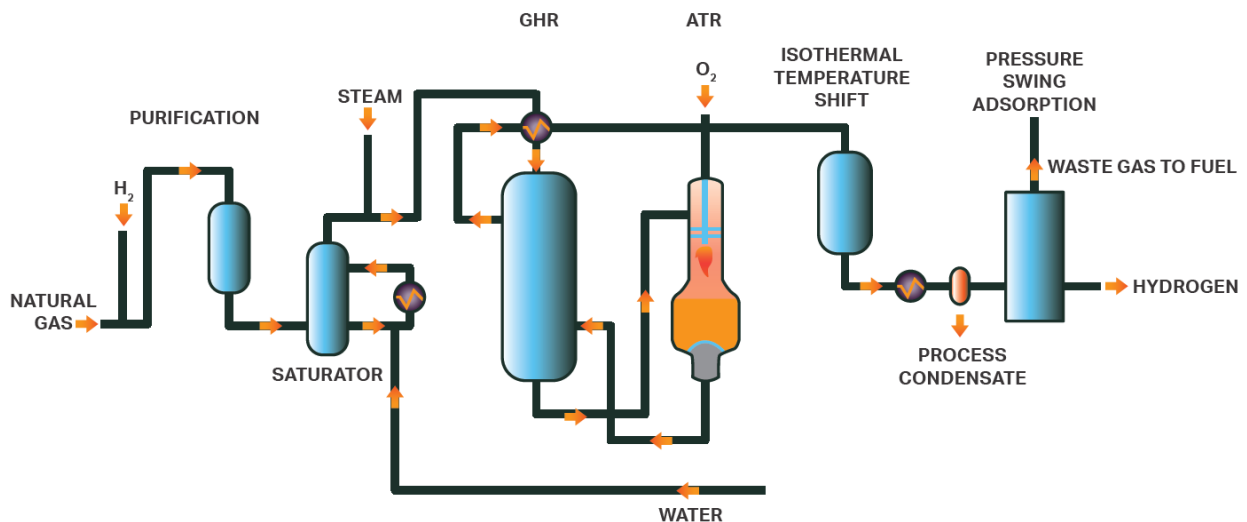 GHR
ATR
ISOTHERMAL
TEMPERATURE
SHIFT
PRESSURE
SWING
ADSORPTION
O₂
STEAM
PURIFICATION
WASTE GAS TO FUEL
H₂
NATURAL
GAS
HYDROGEN
SATURATOR
PROCESS
CONDENSATE
WATER